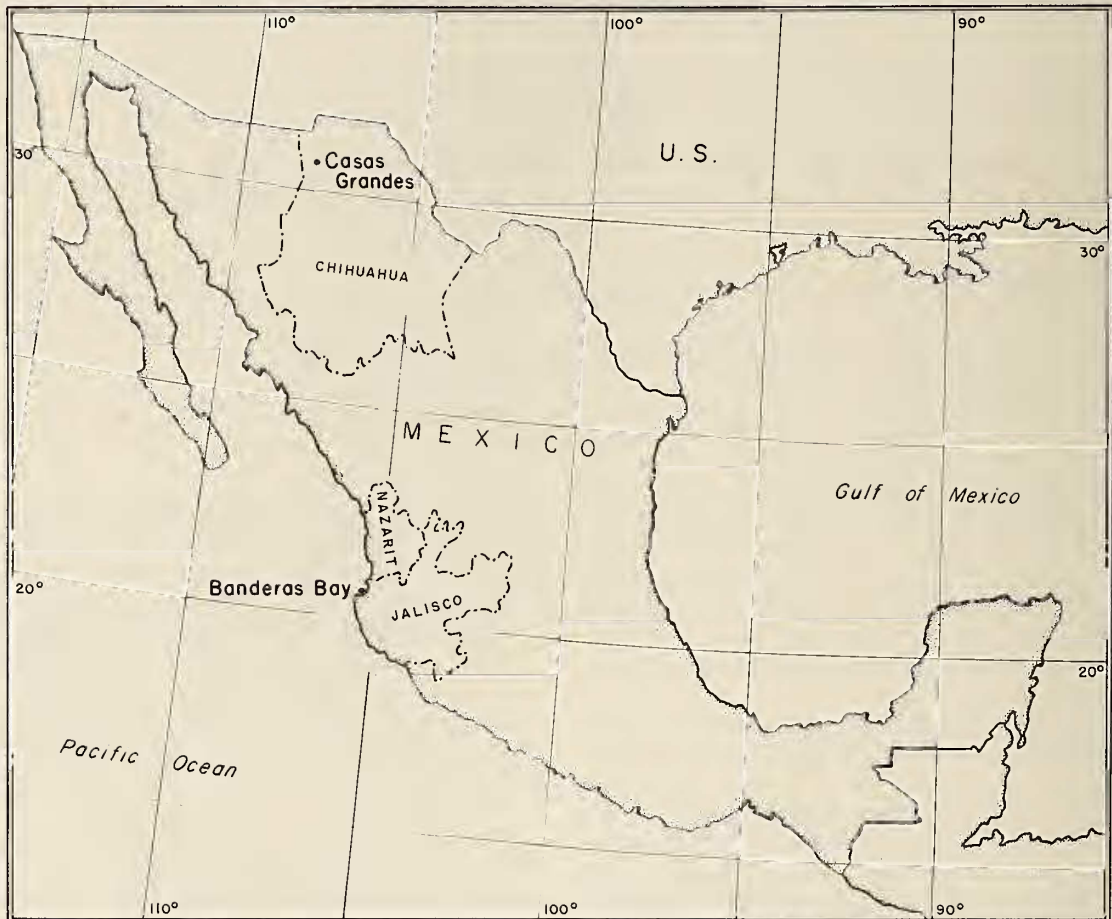 110°
100°
90°
U. S.
30
Casas
Grandes
30°
CHIHUAHUA
MEXICO
Gulf of Mexico
NAZARIT
20°
Banderas Bay
JALISCO
20°
Pacific Ocean
110°
100°
90°